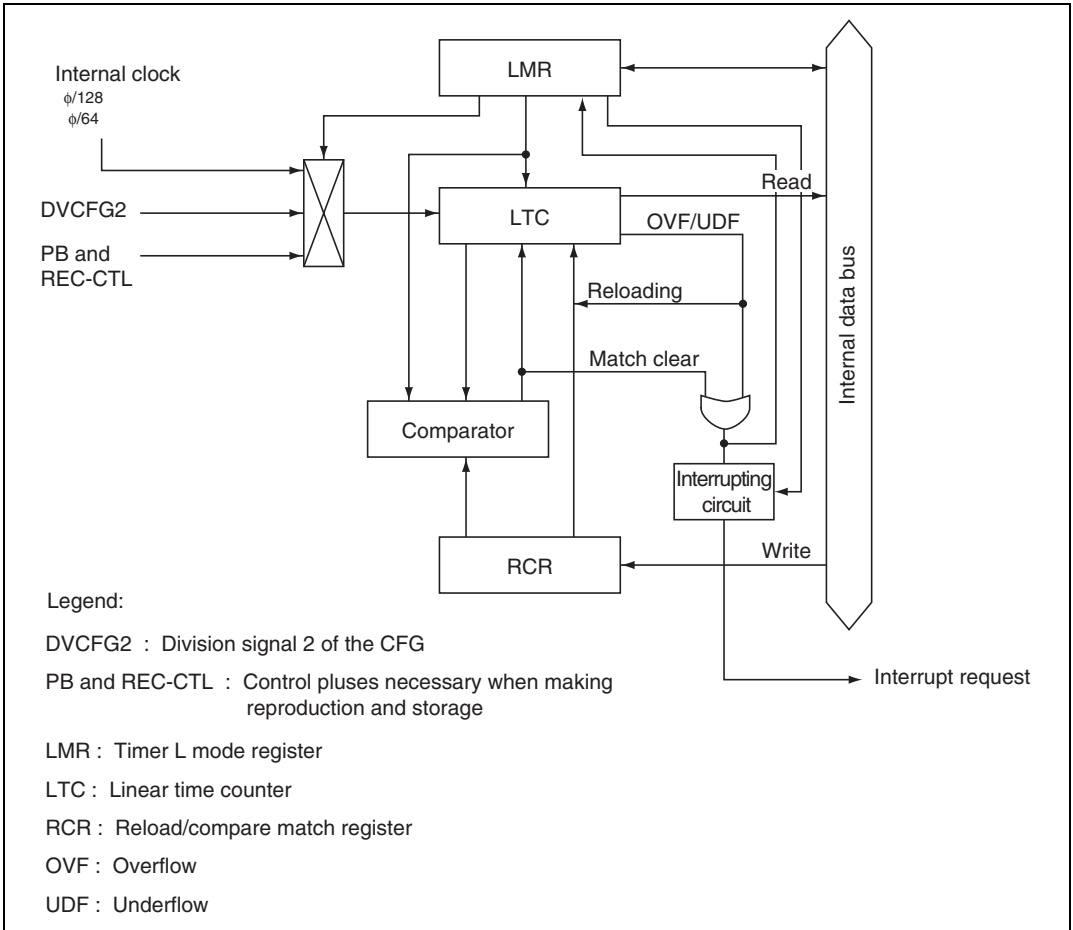 LMR
Internal clock
ϕ/128
ϕ/64
Read
DVCFG2
LTC
OVF/UDF
PB and
REC-CTL
Internal data bus
Reloading
Match clear
Comparator
Interrupting
circuit
Write
RCR
Legend:
DVCFG2 : Division signal 2 of the CFG
Interrupt request
PB and REC-CTL : Control pluses necessary when making
reproduction and storage
LMR : Timer L mode register
LTC : Linear time counter
RCR : Reload/compare match register
OVF : Overflow
UDF : Underflow